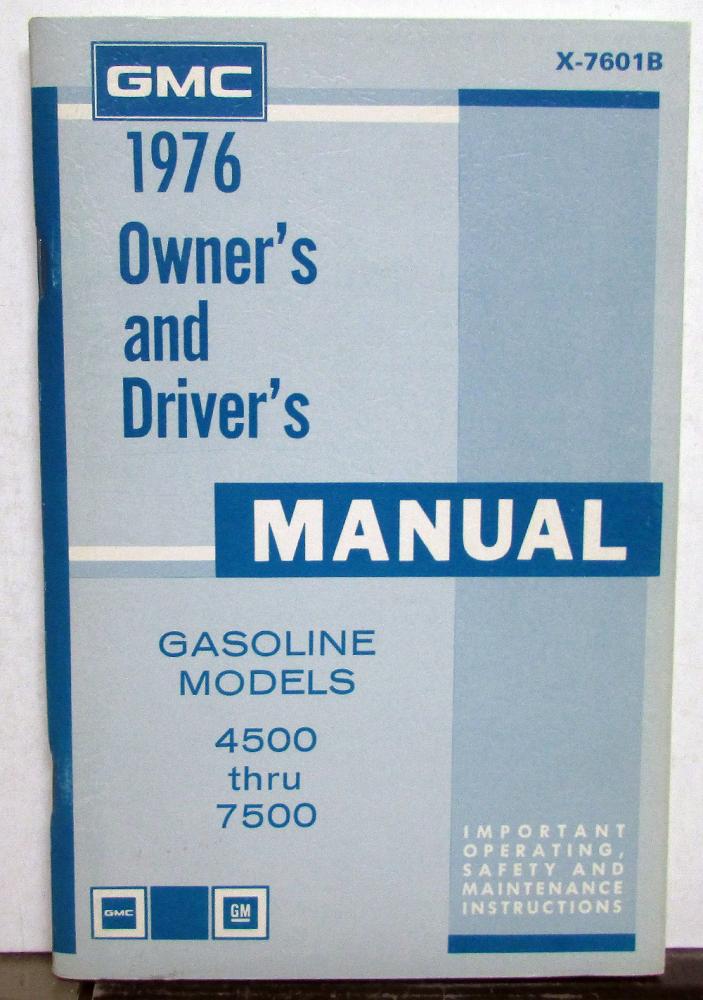 GMC
X-7601B
1976
Owner's
and
Driver's
MANUAL
GASOLINE
MODELS
4500
thru
7500
IMPORTANT
OPERATING,
SAFETY AND
MAINTENANCE
INSTRUCTIONS
GMC
GM